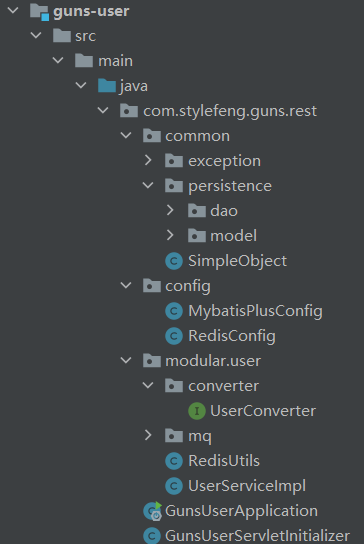 guns-user
src
main
java
com.stylefeng.guns.rest
common
exception
persistence
dao
model
SimpleObject
config
MybatisPlusConfig
RedisConfig
modular.user
converter
UserConverter
mq
RedisUtils
UserServiceImpl
GunsUserApplication
GunsUserServletInitializer